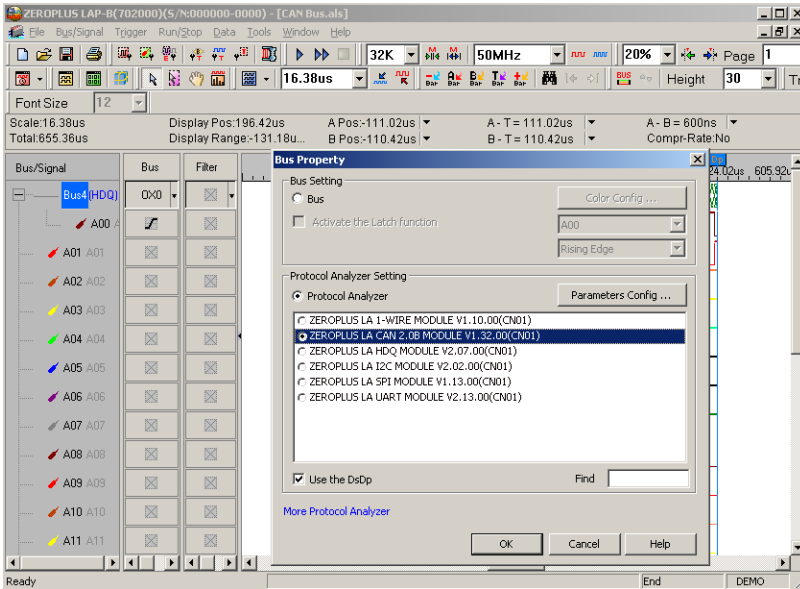 ZEROPLUS LAP-B(702000)(S/N:000000-0000) - [CAN Bus.als]
File Bus/Signal Trigger Run/Stop Data Tools Window Help
32K 50MHz 20% Page 1
16.38us Bar Bar Bar Bar Bar BUS Height 30 Tr
Font Size 12
Scale:16.38us Display Pos:196.42us A Pos:-111.02us A - T = 111.02us A - B = 600ns
Total:655.36us Display Range:-131.18u... B Pos:-110.42us B - T = 110.42us Compr-Rate:No
Bus/Signal Bus Filter
Bus Property
Dp
24.02us 605.92u
Bus4(HDQ) 0X0
A00 A
A01 A01
A02 A02
A03 A03
A04 A04
A05 A05
A06 A06
A07 A07
A08 A08
A09 A09
A10 A10
A11 A11
Bus Setting
Bus
Color Config ...
Activate the Latch function
A00
Rising Edge
Protocol Analyzer Setting
Protocol Analyzer
Parameters Config ...
ZEROPLUS LA 1-WIRE MODULE V1.10.00(CN01)
ZEROPLUS LA CAN 2.0B MODULE V1.32.00(CN01)
ZEROPLUS LA HDQ MODULE V2.07.00(CN01)
ZEROPLUS LA I2C MODULE V2.02.00(CN01)
ZEROPLUS LA SPI MODULE V1.13.00(CN01)
ZEROPLUS LA UART MODULE V2.13.00(CN01)
Use the DsDp
Find
More Protocol Analyzer
OK Cancel Help
Ready End DEMO